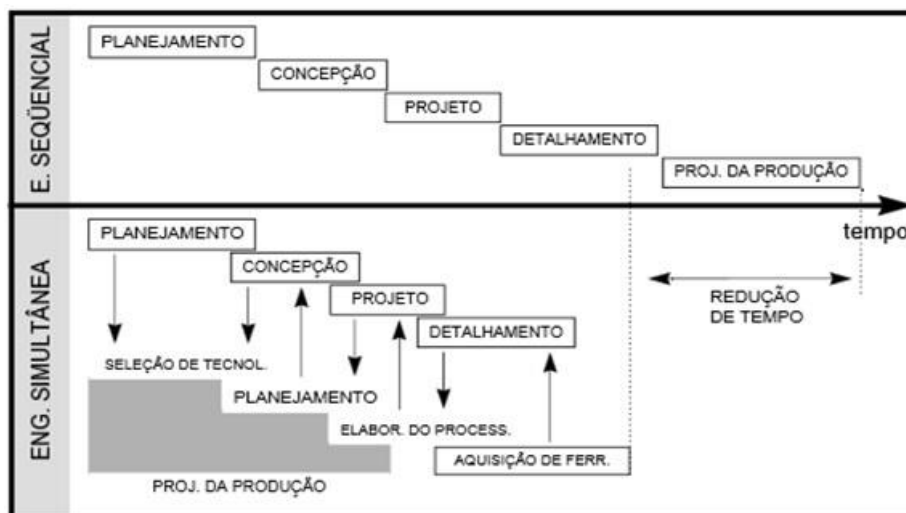 E. SEQÜENCIAL
PLANEJAMENTO
CONCEPÇÃO
PROJETO
DETALHAMENTO
PROJ. DA PRODUÇÃO
tempo
ENG. SIMULTÂNEA
PLANEJAMENTO
CONCEPÇÃO
PROJETO
DETALHAMENTO
REDUÇÃO
DE TEMPO
SELEÇÃO DE TECNOL.
PLANEJAMENTO
ELABOR. DO PROCESS.
AQUISIÇÃO DE FERR.
PROJ. DA PRODUÇÃO